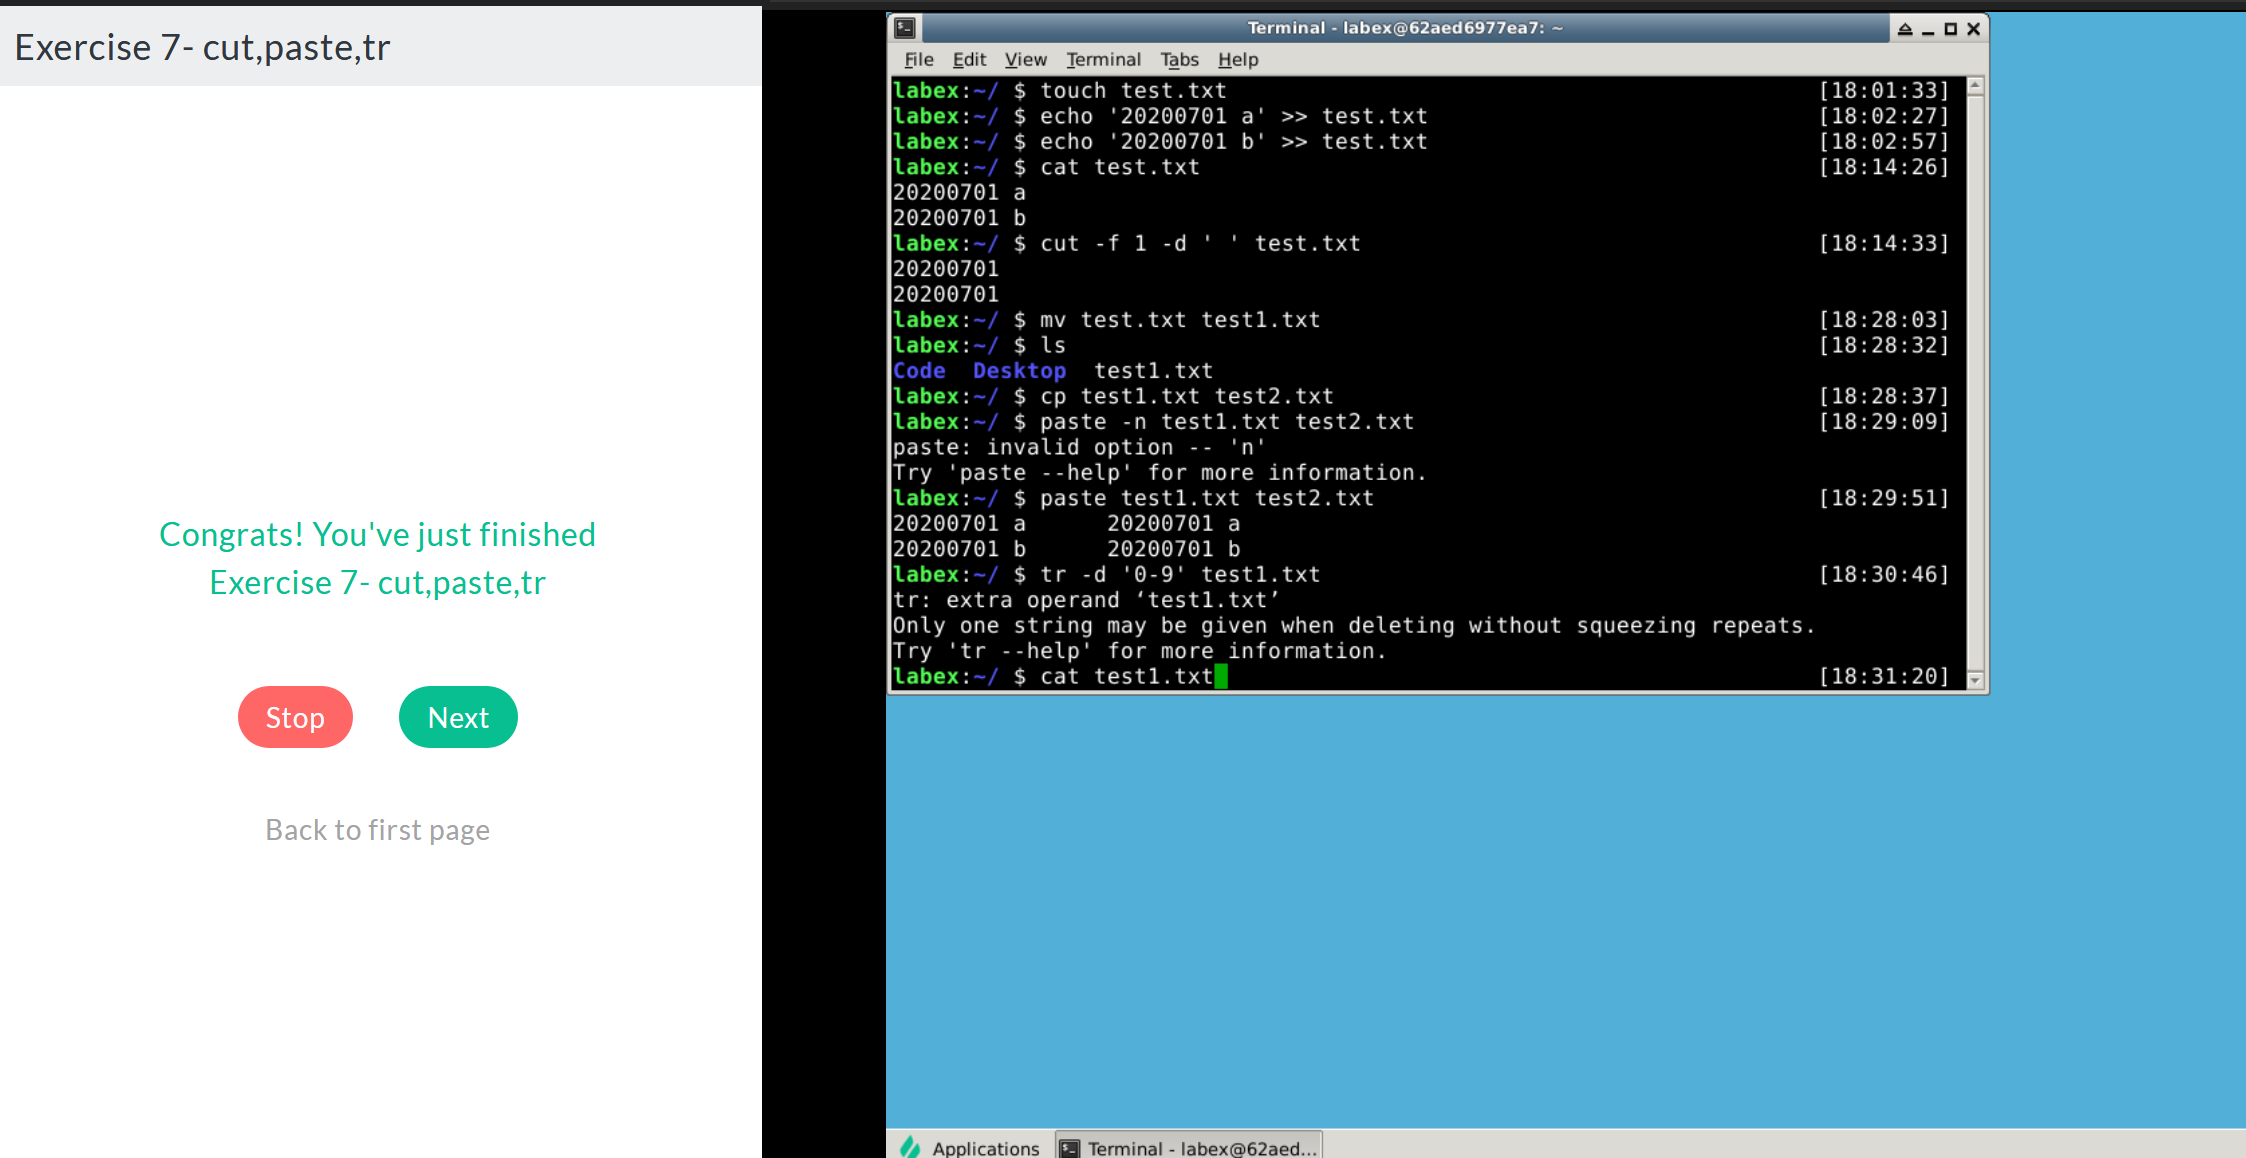 Exercise 7- cut,paste,tr
Congrats! You've just finished
Exercise 7- cut,paste,tr
Stop
Next
Back to first page
Terminal - labex@62aed6977ea7: ~
File Edit View Terminal Tabs Help
labex:~/ $ touch test.txt [18:01:33]
labex:~/ $ echo '20200701 a' >> test.txt [18:02:27]
labex:~/ $ echo '20200701 b' >> test.txt [18:02:57]
labex:~/ $ cat test.txt [18:14:26]
20200701 a
20200701 b
labex:~/ $ cut -f 1 -d ' ' test.txt [18:14:33]
20200701
20200701
labex:~/ $ mv test.txt test1.txt [18:28:03]
labex:~/ $ ls [18:28:32]
Code Desktop test1.txt
labex:~/ $ cp test1.txt test2.txt [18:28:37]
labex:~/ $ paste -n test1.txt test2.txt [18:29:09]
paste: invalid option -- 'n'
Try 'paste --help' for more information.
labex:~/ $ paste test1.txt test2.txt [18:29:51]
20200701 a 20200701 a
20200701 b 20200701 b
labex:~/ $ tr -d '0-9' test1.txt [18:30:46]
tr: extra operand ‘test1.txt’
Only one string may be given when deleting without squeezing repeats.
Try 'tr --help' for more information.
labex:~/ $ cat test1.txt [18:31:20]
Applications
Terminal - labex@62aed...